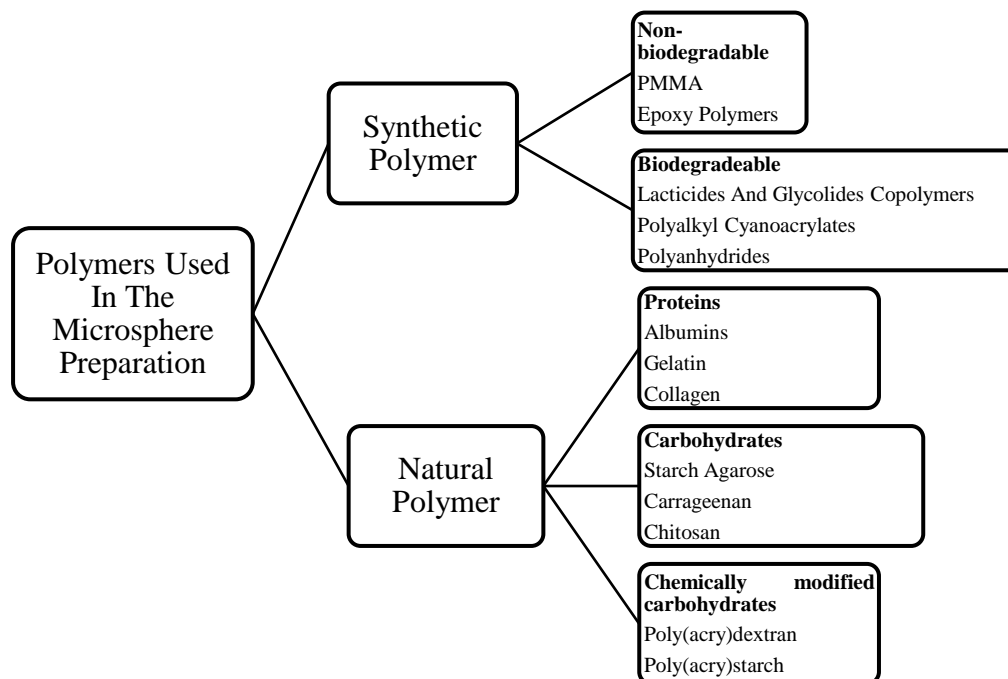 Polymers Used
In The
Microsphere
Preparation
Synthetic
Polymer
Non-
biodegradable
PMMA
Epoxy Polymers
Biodegradeable
Lacticides And Glycolides Copolymers
Polyalkyl Cyanoacrylates
Polyanhydrides
Natural
Polymer
Proteins
Albumins
Gelatin
Collagen
Carbohydrates
Starch Agarose
Carrageenan
Chitosan
Chemically modified
carbohydrates
Poly(acry)dextran
Poly(acry)starch